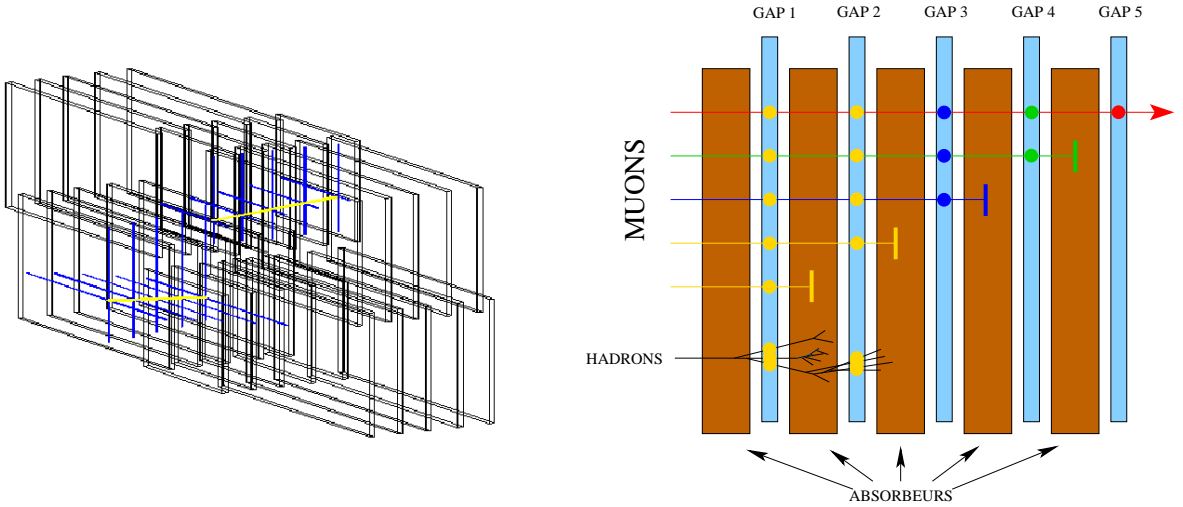 GAP 1
GAP 2
GAP 3
GAP 4
GAP 5
MUONS
HADRONS
ABSORBEURS